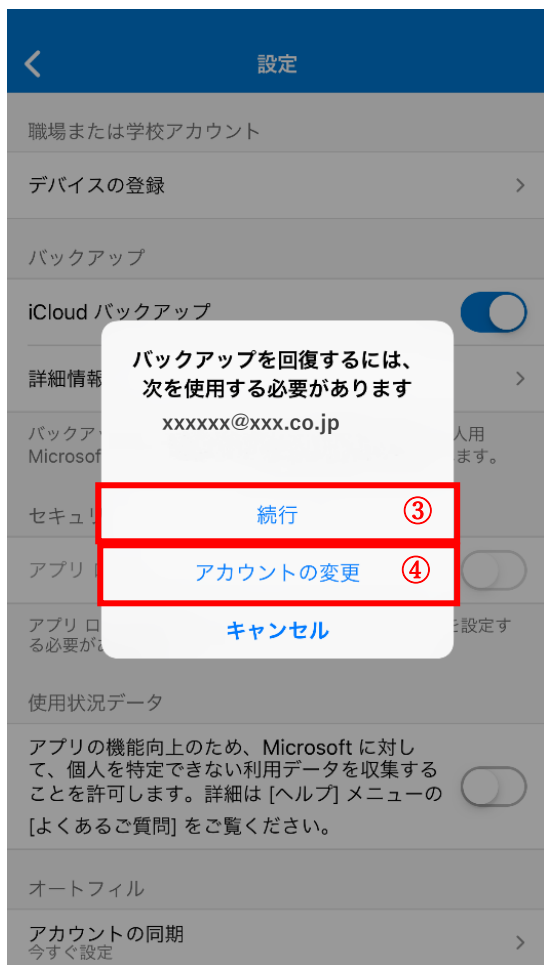 設定
職場または学校アカウント
デバイスの登録
バックアップ
iCloud バックアップ
バックアップを回復するには、
次を使用する必要があります
xxxxxx@xxx.co.jp
詳細情報
バックア
人用
Microsof
ます。
続行 ③
セキュリ
アカウントの変更 ④
アプリ
キャンセル
アプリ ロ
を設定す
る必要が
使用状況データ
アプリの機能向上のため、Microsoft に対し
て、個人を特定できない利用データを収集する
ことを許可します。詳細は [ヘルプ] メニューの
[よくあるご質問] をご覧ください。
オートフィル
アカウントの同期
今すぐ設定